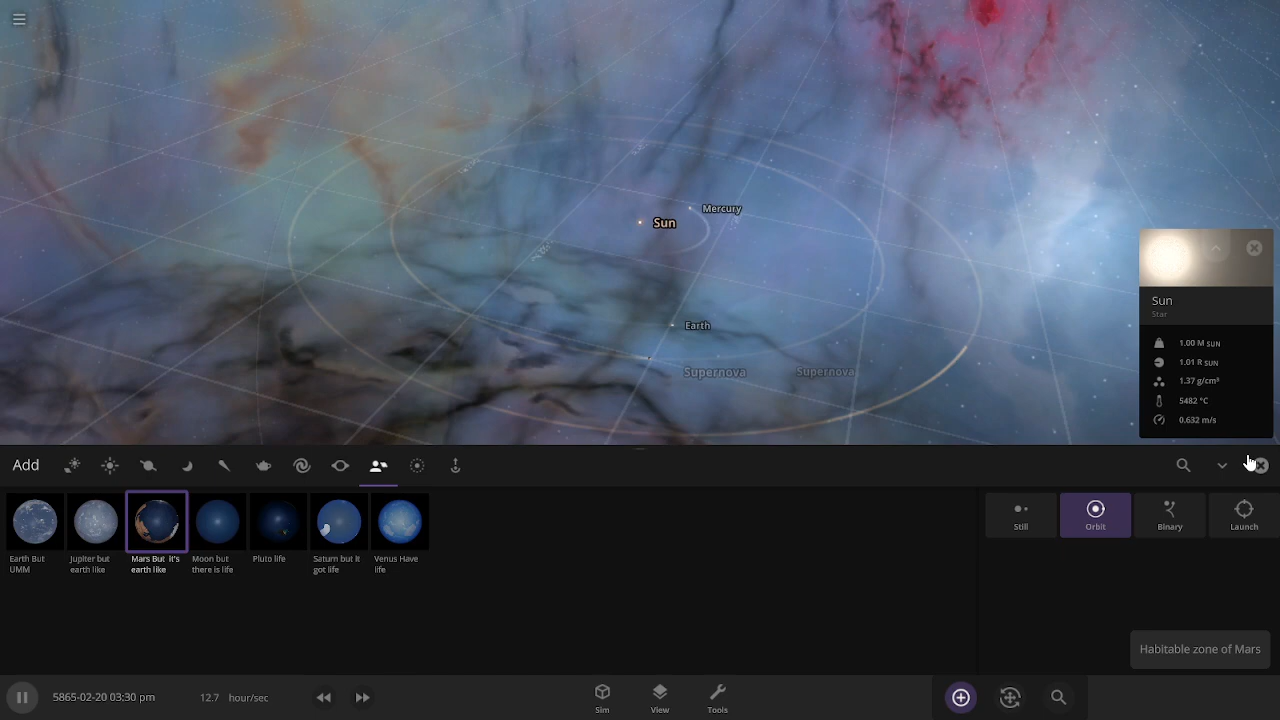 Mercury
Sun
Earth
Supernova
Supernova
Sun
Star
1.00 M SUN
1.01 R SUN
1.37 g/cm³
5482 °C
0.632 m/s
Add
Still
Orbit
Binary
Launch
Earth But
UMM
Jupiter but
earth like
Mars But it's
earth like
Moon but
there is life
Pluto life
Saturn but it
got life
Venus Have
life
Habitable zone of Mars
5865-02-20 03:30 pm
12.7 hour/sec
Sim
View
Tools